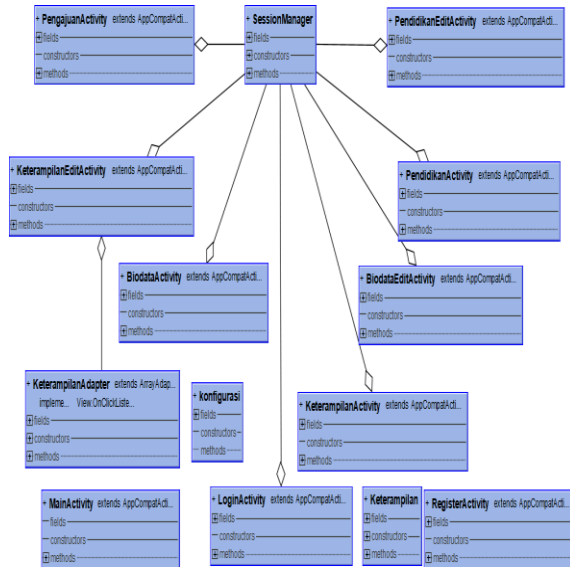 + PengajuanActivity extends AppCompatActi...
fields
constructors
methods
+ SessionManager
fields
constructors
methods
+ PendidikanEditActivity extends AppCompatActi...
fields
constructors
methods
+ KeterampilanEditActivity extends AppCompatActi...
fields
constructors
methods
+ PendidikanActivity extends AppCompatActi...
fields
constructors
methods
+ BiodataActivity extends AppCompatActi...
fields
constructors
methods
+ BiodataEditActivity extends AppCompatActi...
fields
constructors
methods
+ KeterampilanAdapter extends ArrayAdap...
impleme... View.OnClickListe...
fields
constructors
methods
+ konfigurasi
fields
constructors
methods
+ KeterampilanActivity extends AppCompatActi...
fields
constructors
methods
+ MainActivity extends AppCompatActi...
fields
constructors
methods
+ LoginActivity extends AppCompatActi...
fields
constructors
methods
+ Keterampilan
fields
constructors
methods
+ RegisterActivity extends AppCompatActi...
fields
constructors
methods